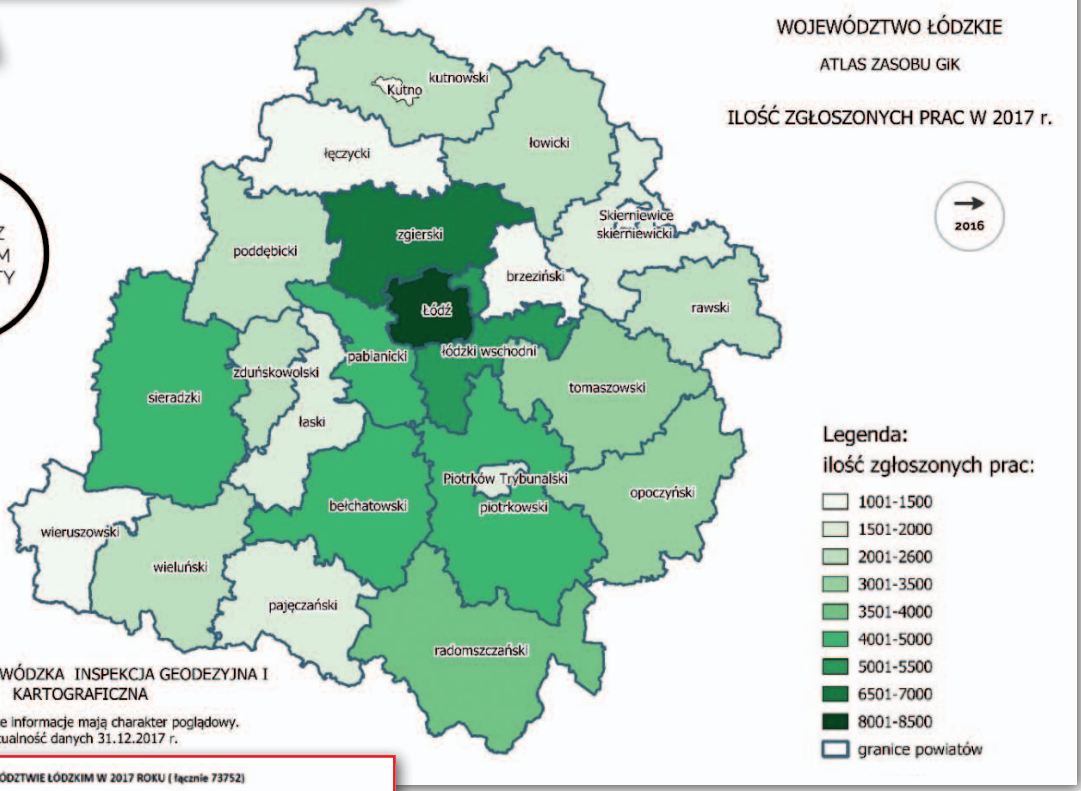 WOJEWÓDZTWO ŁÓDZKIE
ATLAS ZASOBU GiK
ILOŚĆ ZGŁOSZONYCH PRAC W 2017 r.
2016
kutnowski
Kutno
łęczycki
łowicki
Skierniewice
skierniewicki
zgierski
poddębicki
brzeziński
rawski
Łódź
łódzki wschodni
pabianicki
zduńskowolski
sieradzki
łaski
tomaszowski
Piotrków Trybunalski
piotrkowski
opoczyński
bełchatowski
wieruszowski
wieluński
pajęczański
radomszczański
Legenda:
ilość zgłoszonych prac:
1001-1500
1501-2000
2001-2600
3001-3500
3501-4000
4001-5000
5001-5500
6501-7000
8001-8500
granice powiatów
WÓDZKA INSPEKCJA GEODEZYJNA I
KARTOGRAFICZNA
e informacje mają charakter poglądowy.
tualność danych 31.12.2017 r.
ÓDZTWIE ŁÓDZKIM W 2017 ROKU ( łącznie 73752)